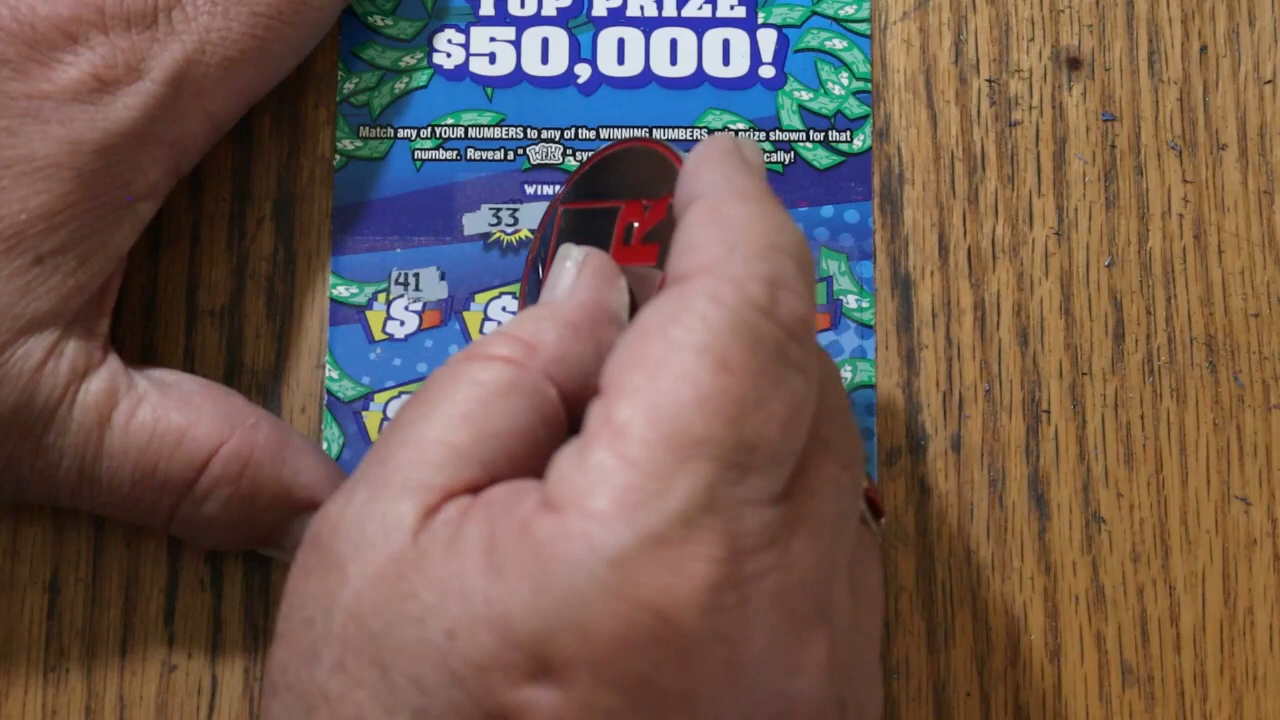 TOP PRIZE
$50,000!
Match any of YOUR NUMBERS to any of the WINNING NUMBERS, win prize shown for that
number. Reveal a "Wild" cally!
33
41
$ $
R